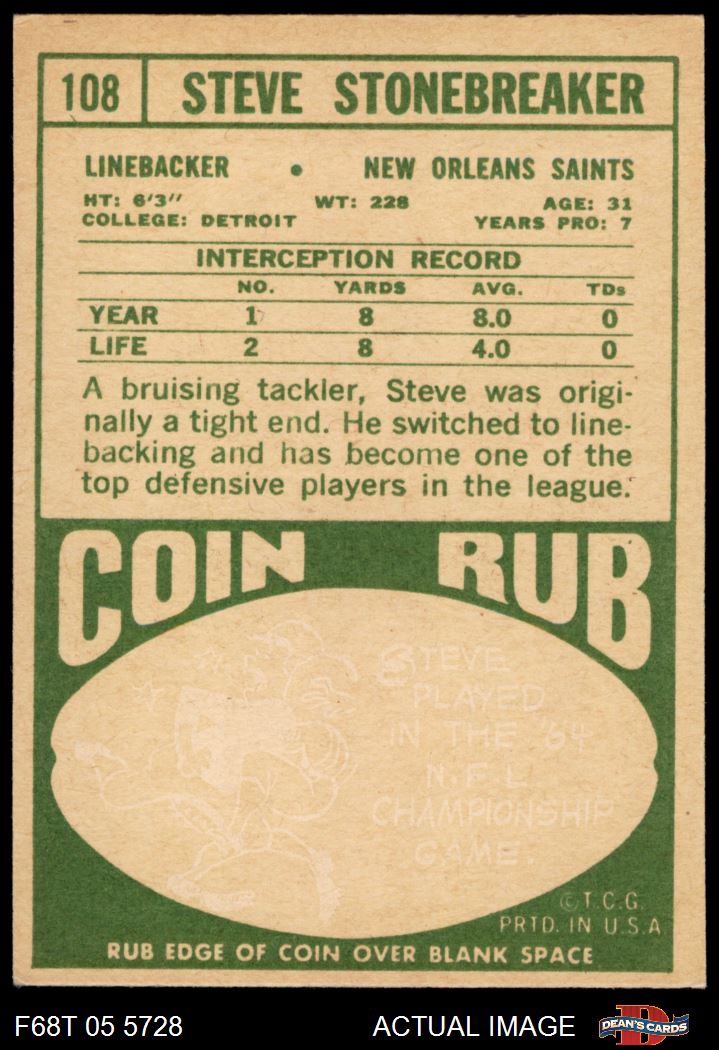 108 STEVE STONEBREAKER
LINEBACKER • NEW ORLEANS SAINTS
HT: 6'3" WT: 228 AGE: 31
COLLEGE: DETROIT YEARS PRO: 7
INTERCEPTION RECORD
NO. YARDS AVG. TDs
YEAR 1 8 8.0 0
LIFE 2 8 4.0 0
A bruising tackler, Steve was origi-
nally a tight end. He switched to line-
backing and has become one of the
top defensive players in the league.
COIN RUB
STEVE
PLAYED
IN THE '64
N.F.L
CHAMPIONSHIP
GAME.
© T.C.G.
PRTD. IN U.S.A
RUB EDGE OF COIN OVER BLANK SPACE
F68T 05 5728 ACTUAL IMAGE DEAN'S CARDS